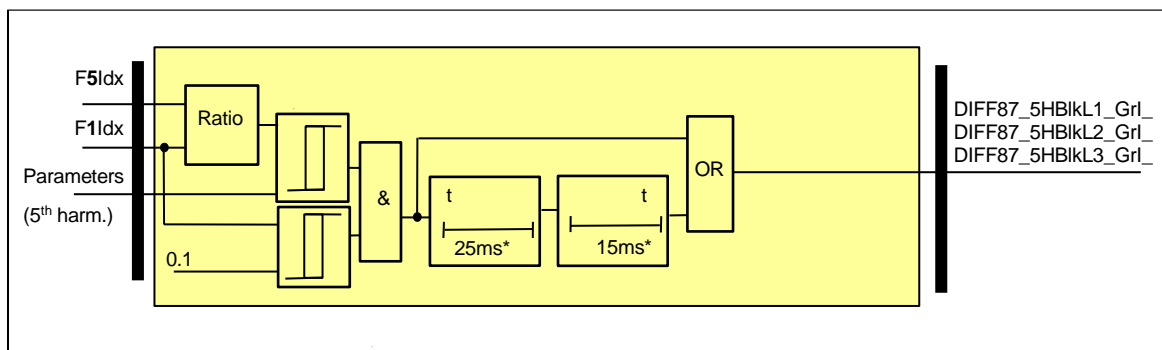 F5Idx
F1Idx
Parameters
(5th harm.)
0.1
Ratio
&
t
25ms*
t
15ms*
OR
DIFF87_5HBlkL1_GrI_
DIFF87_5HBlkL2_GrI_
DIFF87_5HBlkL3_GrI_